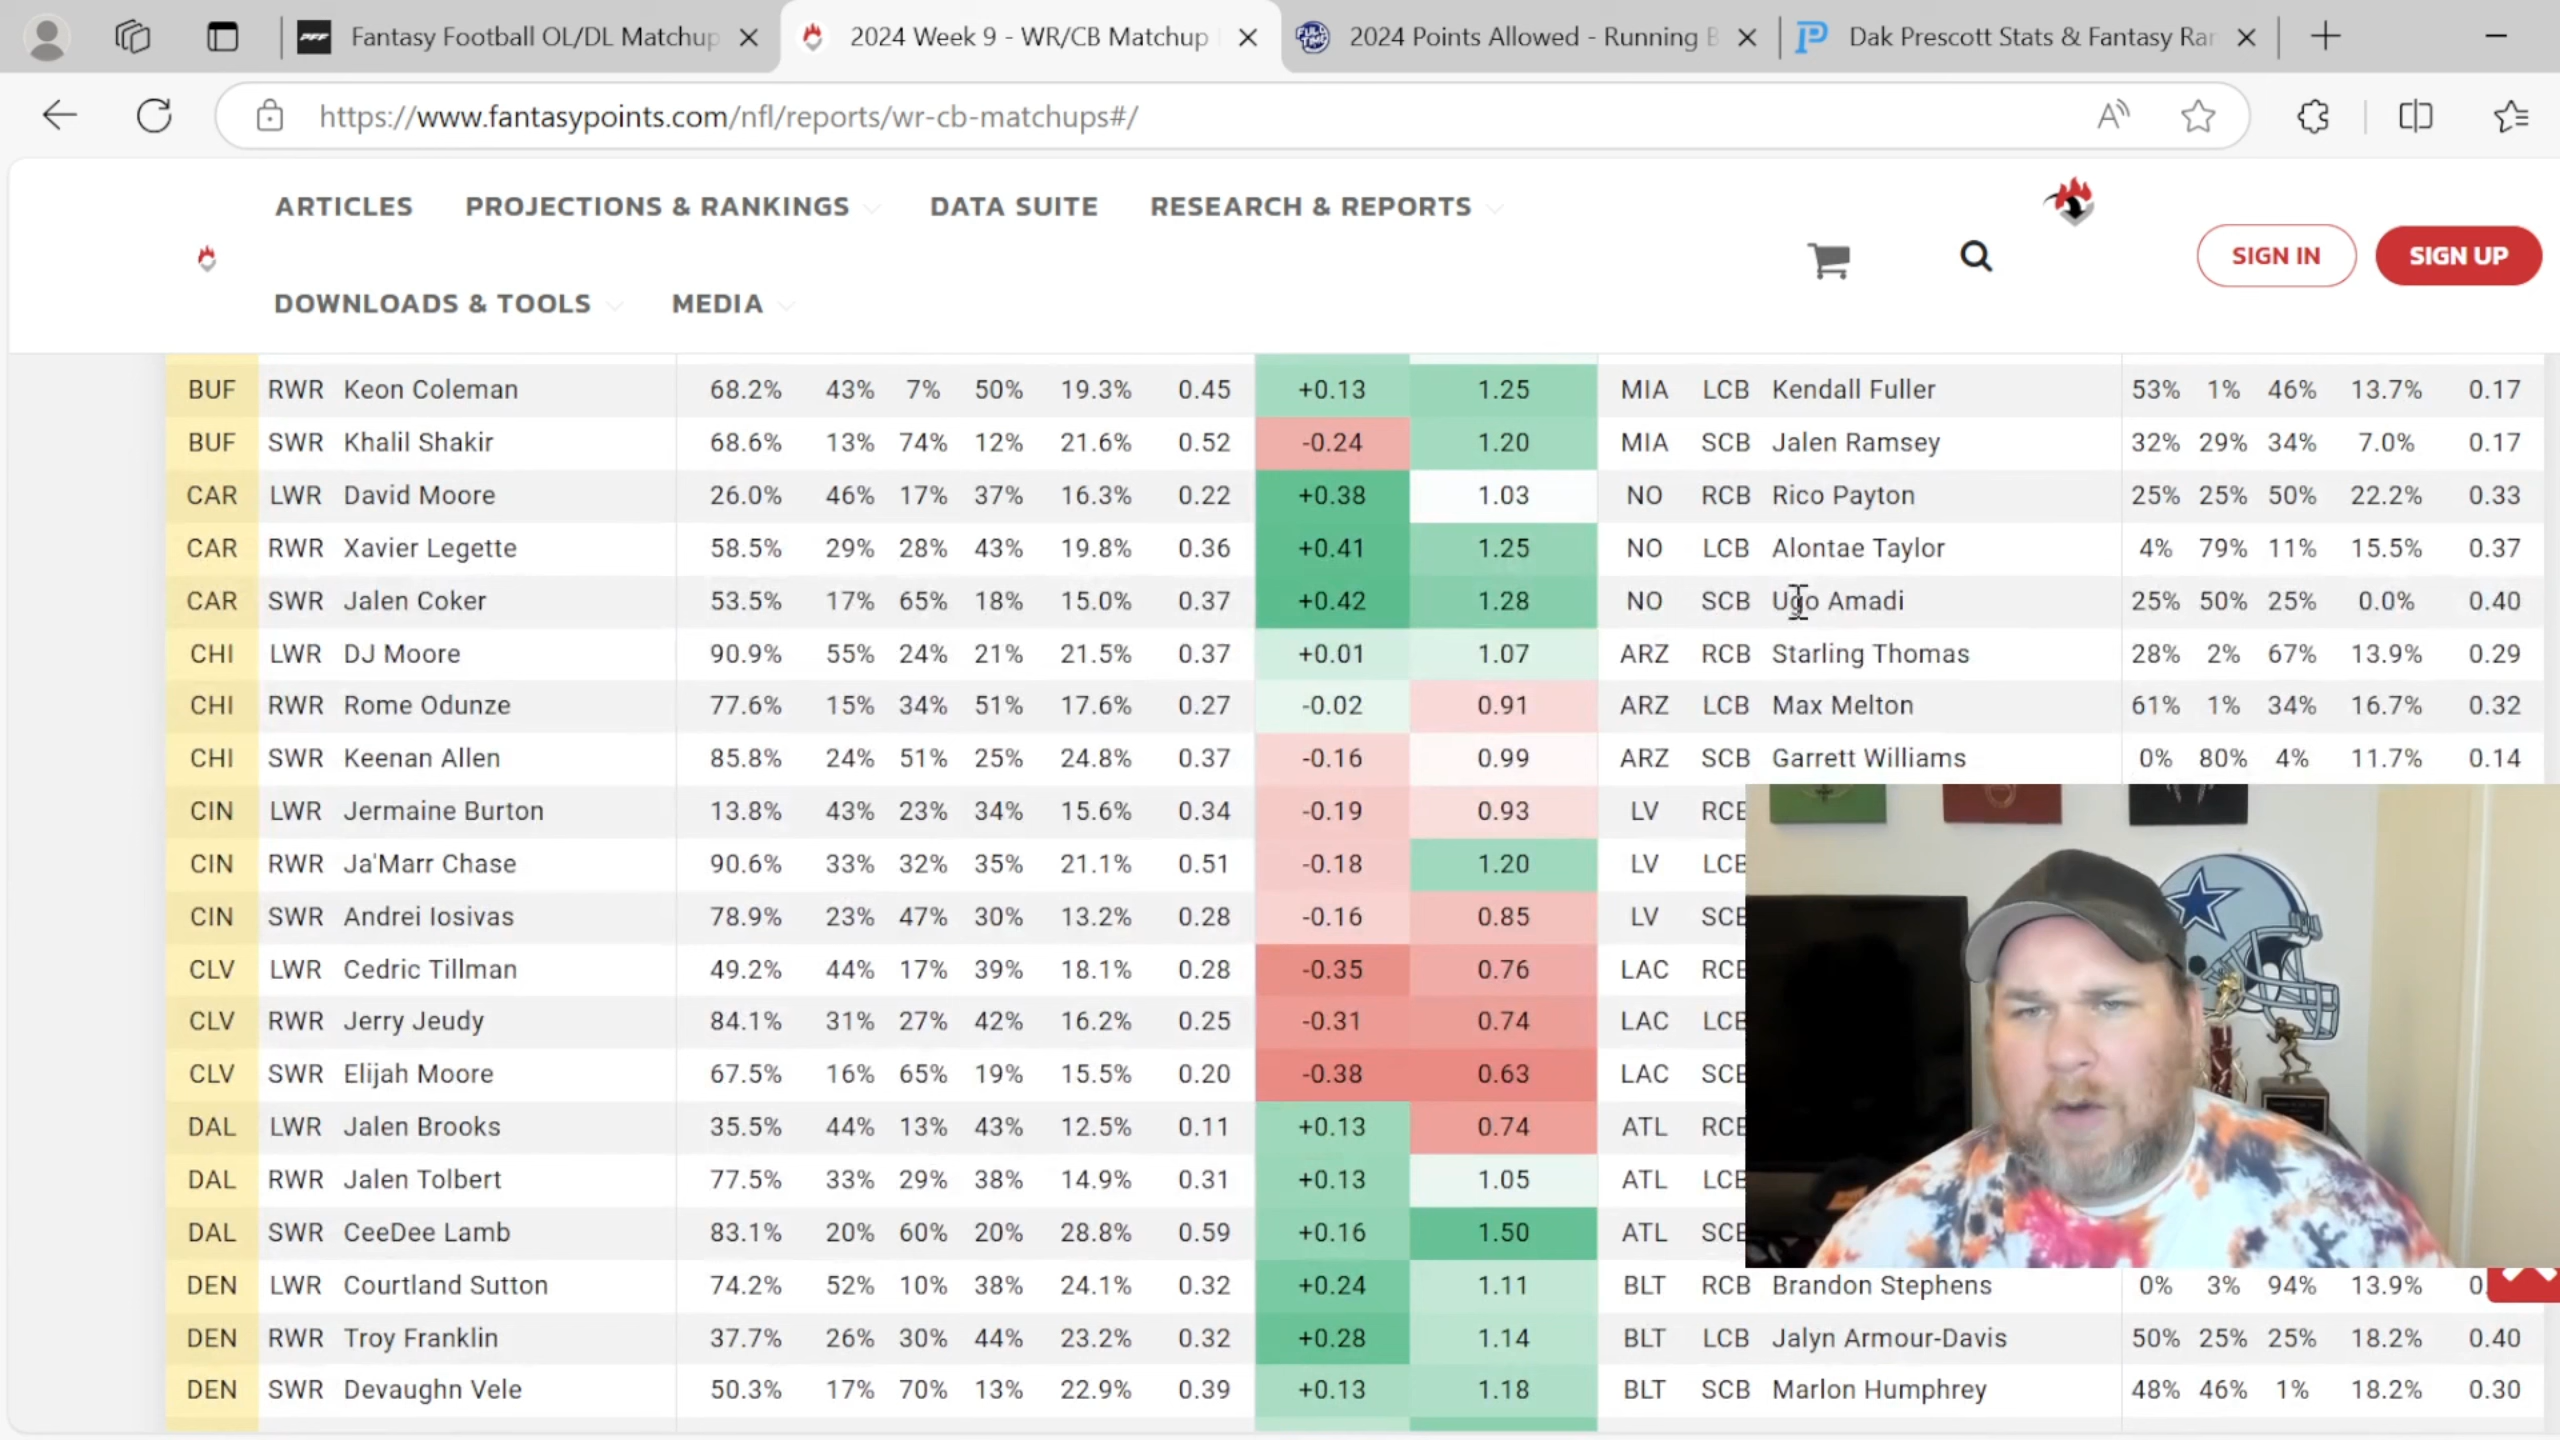 PFF Fantasy Football OL/DL Matchup
2024 Week 9 - WR/CB Matchup
2024 Points Allowed - Running B
Dak Prescott Stats & Fantasy Ra
https://www.fantasypoints.com/nfl/reports/wr-cb-matchups#/
ARTICLES PROJECTIONS & RANKINGS DATA SUITE RESEARCH & REPORTS
SIGN IN SIGN UP
DOWNLOADS & TOOLS MEDIA
BUF RWR Keon Coleman 68.2% 43% 7% 50% 19.3% 0.45 +0.13 1.25 MIA LCB Kendall Fuller 53% 1% 46% 13.7% 0.17
BUF SWR Khalil Shakir 68.6% 13% 74% 12% 21.6% 0.52 -0.24 1.20 MIA SCB Jalen Ramsey 32% 29% 34% 7.0% 0.17
CAR LWR David Moore 26.0% 46% 17% 37% 16.3% 0.22 +0.38 1.03 NO RCB Rico Payton 25% 25% 50% 22.2% 0.33
CAR RWR Xavier Legette 58.5% 29% 28% 43% 19.8% 0.36 +0.41 1.25 NO LCB Alontae Taylor 4% 79% 11% 15.5% 0.37
CAR SWR Jalen Coker 53.5% 17% 65% 18% 15.0% 0.37 +0.42 1.28 NO SCB Ugo Amadi 25% 50% 25% 0.0% 0.40
CHI LWR DJ Moore 90.9% 55% 24% 21% 21.5% 0.37 +0.01 1.07 ARZ RCB Starling Thomas 28% 2% 67% 13.9% 0.29
CHI RWR Rome Odunze 77.6% 15% 34% 51% 17.6% 0.27 -0.02 0.91 ARZ LCB Max Melton 61% 1% 34% 16.7% 0.32
CHI SWR Keenan Allen 85.8% 24% 51% 25% 24.8% 0.37 -0.16 0.99 ARZ SCB Garrett Williams 0% 80% 4% 11.7% 0.14
CIN LWR Jermaine Burton 13.8% 43% 23% 34% 15.6% 0.34 -0.19 0.93 LV RCB
CIN RWR Ja'Marr Chase 90.6% 33% 32% 35% 21.1% 0.51 -0.18 1.20 LV LCB
CIN SWR Andrei Iosivas 78.9% 23% 47% 30% 13.2% 0.28 -0.16 0.85 LV SCB
CLV LWR Cedric Tillman 49.2% 44% 17% 39% 18.1% 0.28 -0.35 0.76 LAC RCB
CLV RWR Jerry Jeudy 84.1% 31% 27% 42% 16.2% 0.25 -0.31 0.74 LAC LCB
CLV SWR Elijah Moore 67.5% 16% 65% 19% 15.5% 0.20 -0.38 0.63 LAC SCB
DAL LWR Jalen Brooks 35.5% 44% 13% 43% 12.5% 0.11 +0.13 0.74 ATL RCB
DAL RWR Jalen Tolbert 77.5% 33% 29% 38% 14.9% 0.31 +0.13 1.05 ATL LCB
DAL SWR CeeDee Lamb 83.1% 20% 60% 20% 28.8% 0.59 +0.16 1.50 ATL SCB
DEN LWR Courtland Sutton 74.2% 52% 10% 38% 24.1% 0.32 +0.24 1.11 BLT RCB Brandon Stephens 0% 3% 94% 13.9% 0.
DEN RWR Troy Franklin 37.7% 26% 30% 44% 23.2% 0.32 +0.28 1.14 BLT LCB Jalyn Armour-Davis 50% 25% 25% 18.2% 0.40
DEN SWR Devaughn Vele 50.3% 17% 70% 13% 22.9% 0.39 +0.13 1.18 BLT SCB Marlon Humphrey 48% 46% 1% 18.2% 0.30